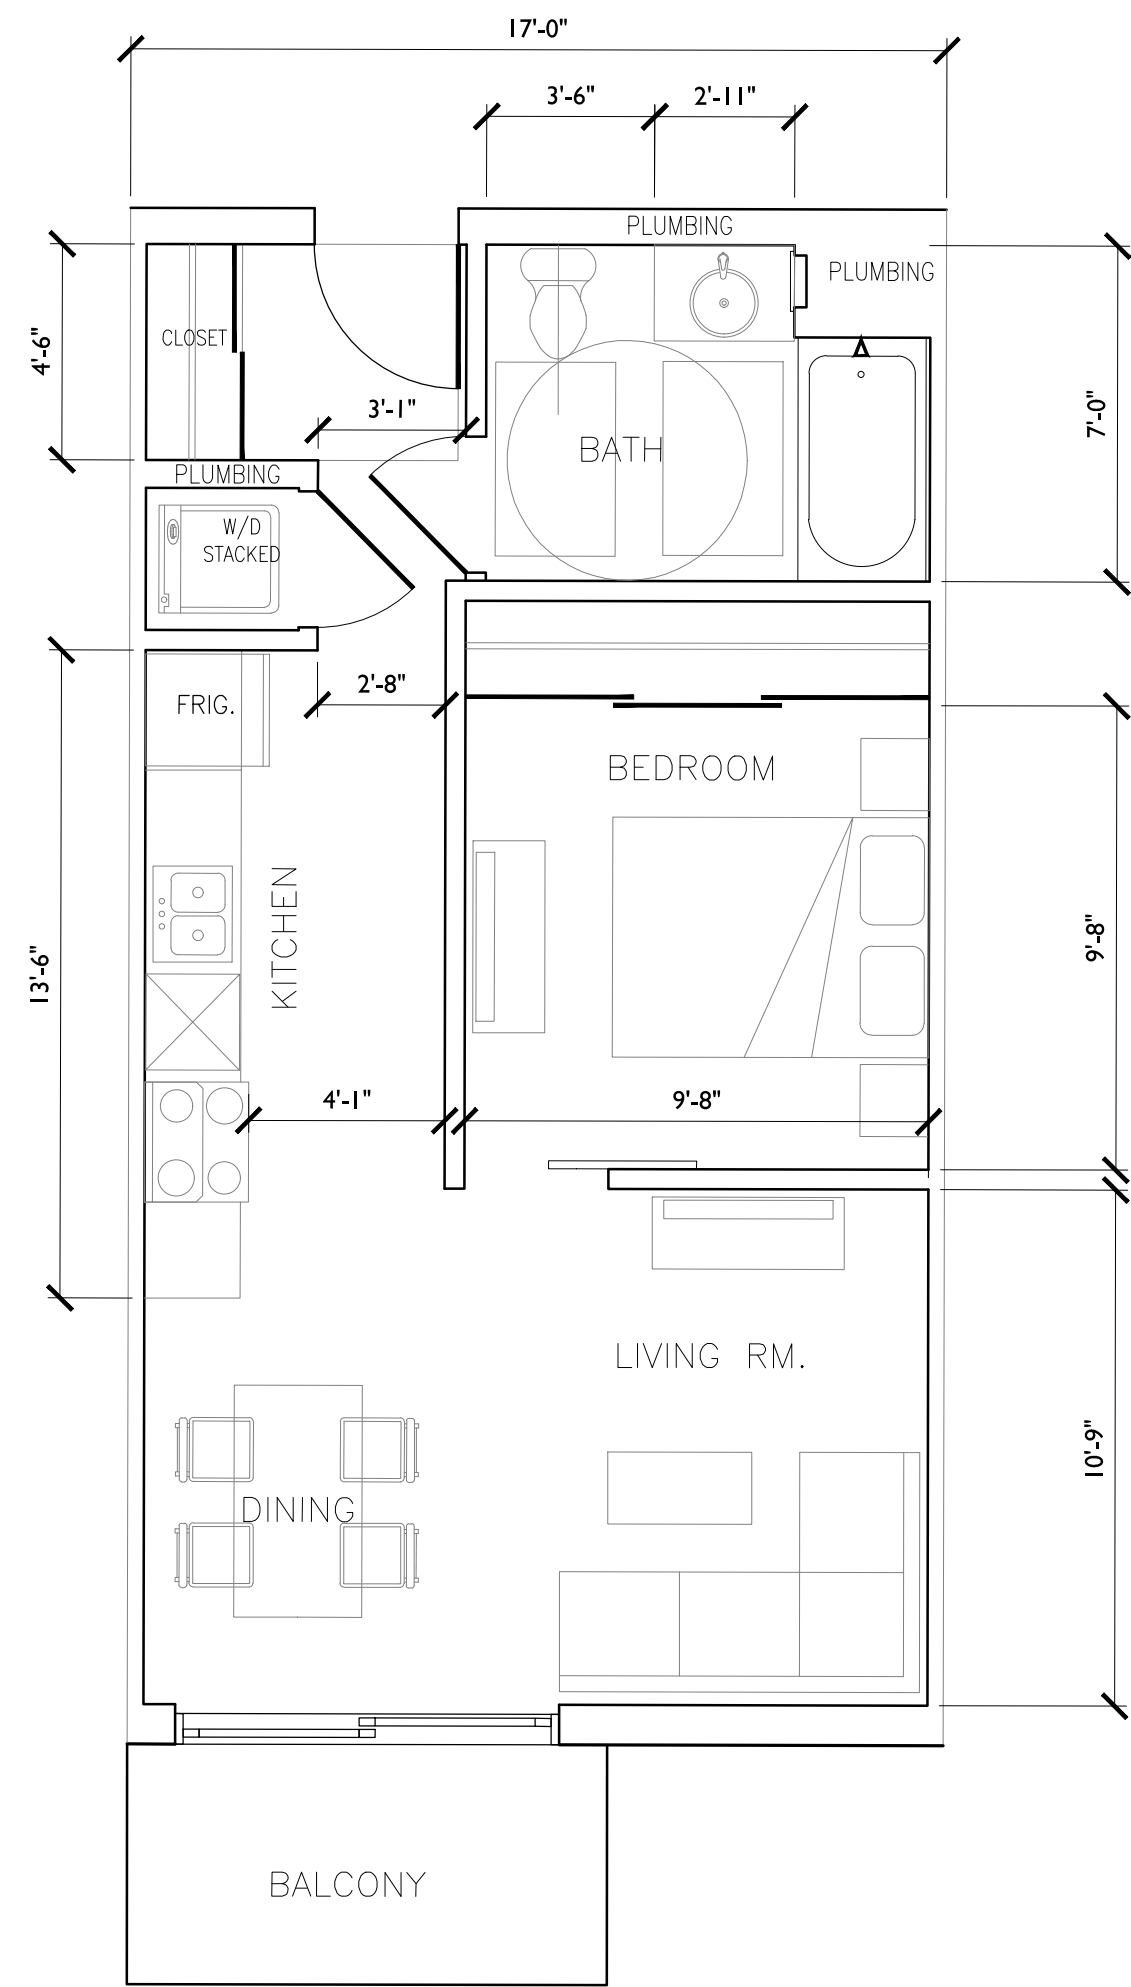 17'-0"
3'-6"
2'-11"
PLUMBING
PLUMBING
CLOSET
4'-6"
3'-1"
7'-0"
BATH
PLUMBING
W/D
STACKED
2'-8"
FRIG.
BEDROOM
KITCHEN
9'-8"
13'-6"
4'-1"
9'-8"
LIVING RM.
10'-9"
DINING
BALCONY